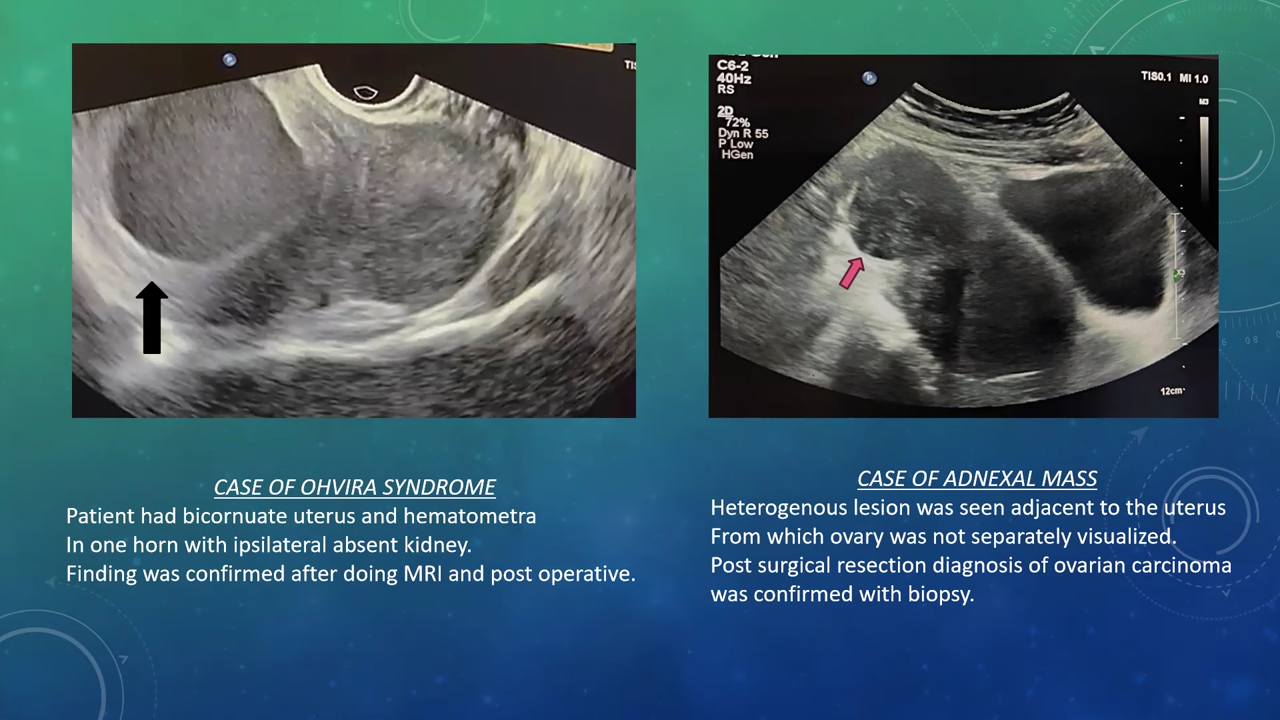 TIS
C6-2
40Hz
RS
2D
72%
Dyn R 55
P Low
HGen
TIS0.1 MI 1.0
M3
12cm
CASE OF OHVIRA SYNDROME
Patient had bicornuate uterus and hematometra
In one horn with ipsilateral absent kidney.
Finding was confirmed after doing MRI and post operative.
CASE OF ADNEXAL MASS
Heterogenous lesion was seen adjacent to the uterus
From which ovary was not separately visualized.
Post surgical resection diagnosis of ovarian carcinoma
was confirmed with biopsy.